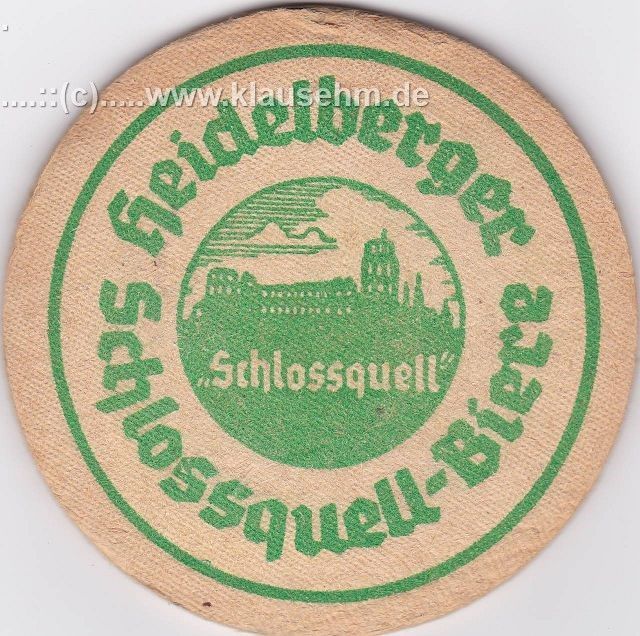 .....::(c).....www.klausehm.de
Heidelberger
Schlossquell-Biere
„Schlossquell“